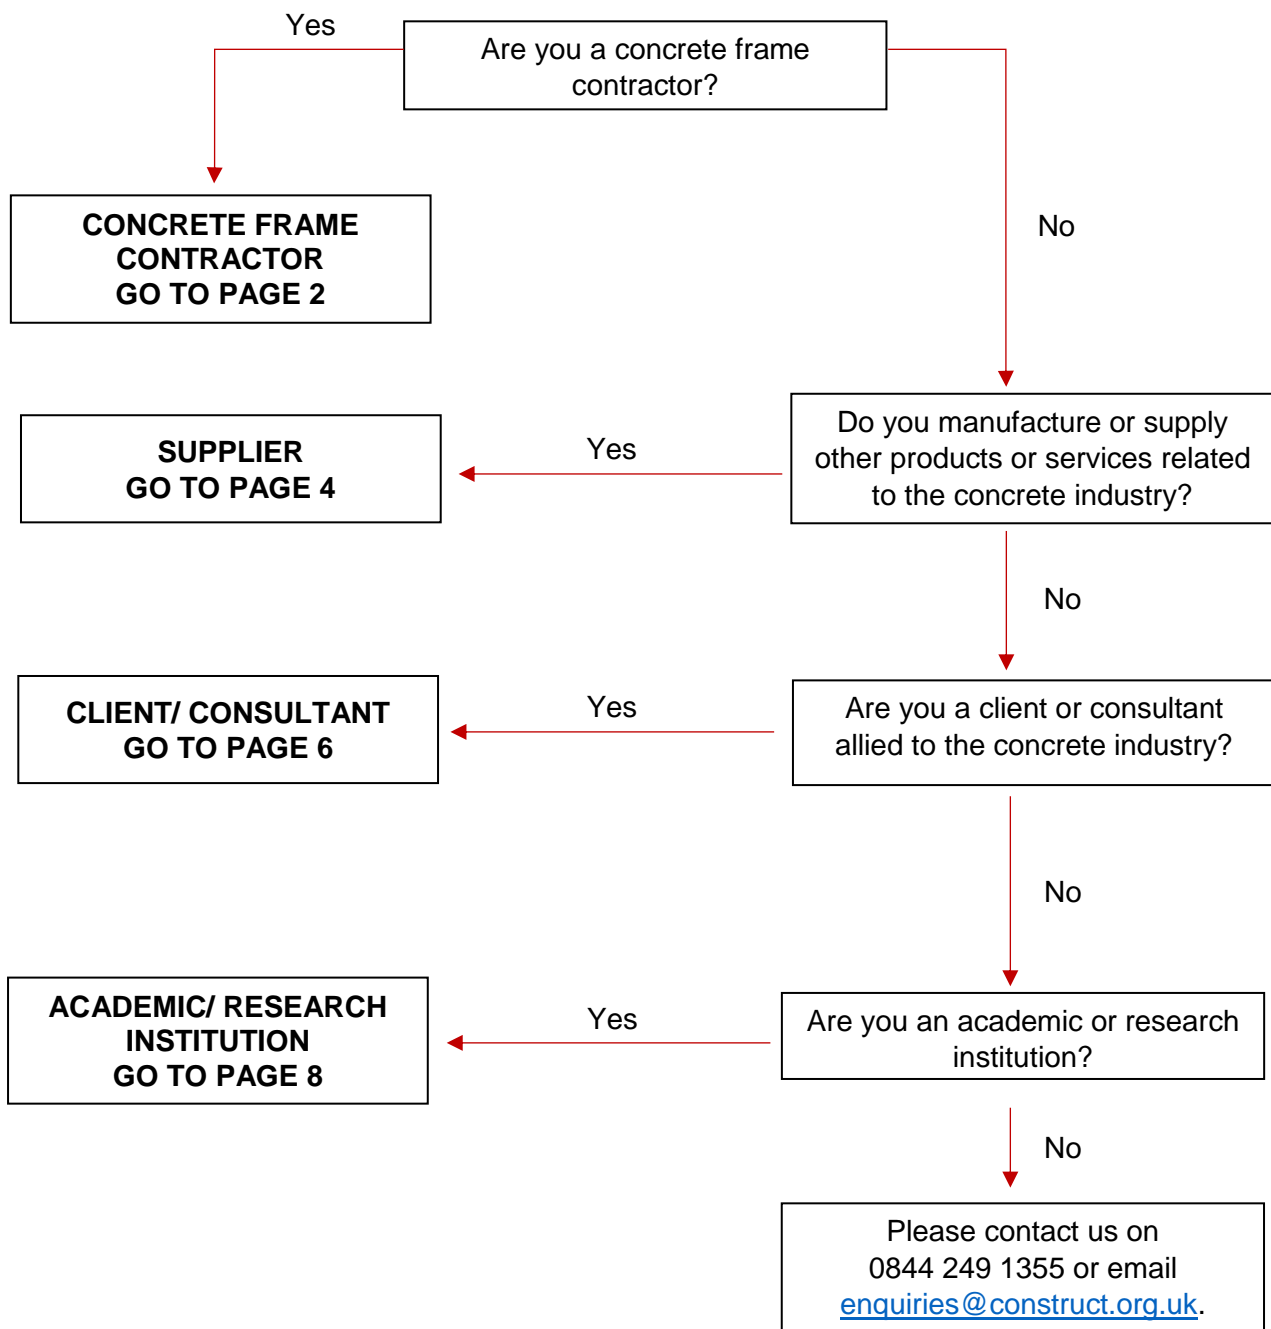 Yes
Are you a concrete frame
contractor?
CONCRETE FRAME
CONTRACTOR
GO TO PAGE 2
No
Do you manufacture or supply
other products or services related
to the concrete industry?
Yes
SUPPLIER
GO TO PAGE 4
No
Are you a client or consultant
allied to the concrete industry?
Yes
CLIENT/ CONSULTANT
GO TO PAGE 6
No
Are you an academic or research
institution?
Yes
ACADEMIC/ RESEARCH
INSTITUTION
GO TO PAGE 8
No
Please contact us on
0844 249 1355 or email
enquiries@construct.org.uk.